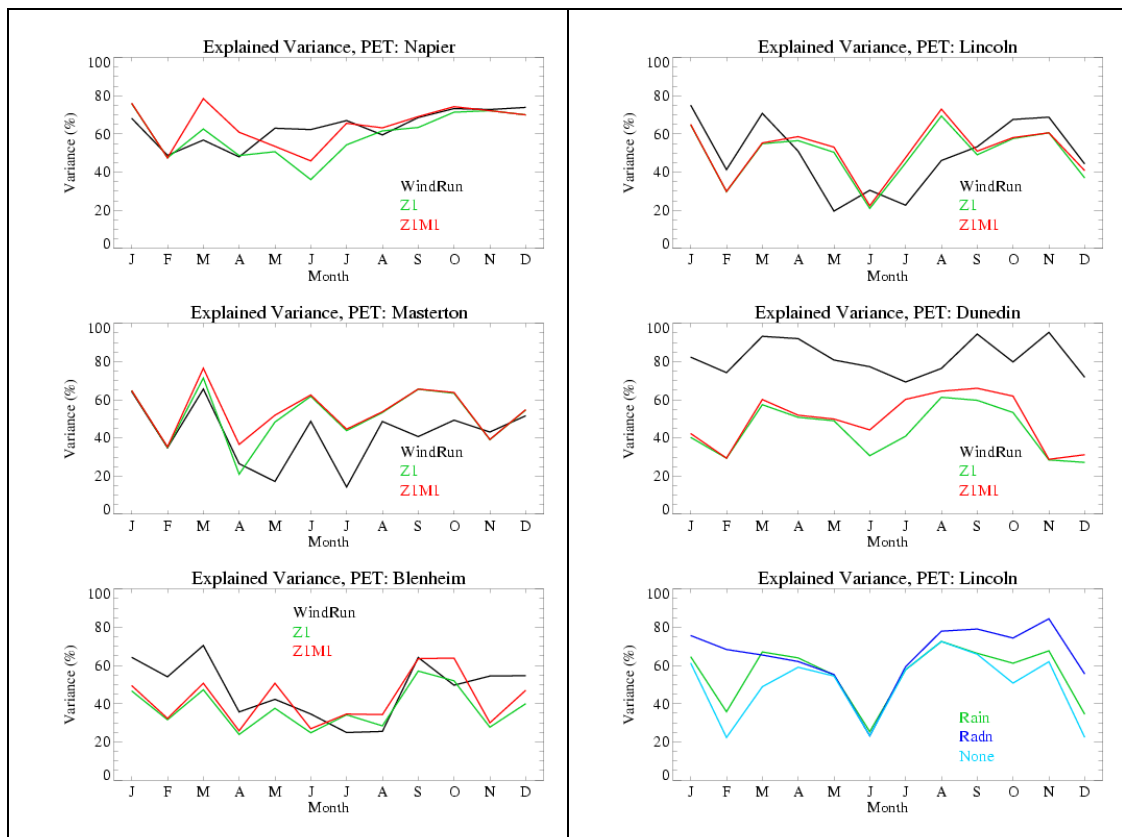 Explained Variance, PET: Napier
100
80
60
40
20
0
Variance (%)
WindRun
Z1
Z1M1
J F M A M J J A S O N D
Month
Explained Variance, PET: Lincoln
100
80
60
40
20
0
Variance (%)
WindRun
Z1
Z1M1
J F M A M J J A S O N D
Month
Explained Variance, PET: Masterton
100
80
60
40
20
0
Variance (%)
WindRun
Z1
Z1M1
J F M A M J J A S O N D
Month
Explained Variance, PET: Dunedin
100
80
60
40
20
0
Variance (%)
WindRun
Z1
Z1M1
J F M A M J J A S O N D
Month
Explained Variance, PET: Blenheim
100
80
60
40
20
0
Variance (%)
WindRun
Z1
Z1M1
J F M A M J J A S O N D
Month
Explained Variance, PET: Lincoln
100
80
60
40
20
0
Variance (%)
Rain
Radn
None
J F M A M J J A S O N D
Month